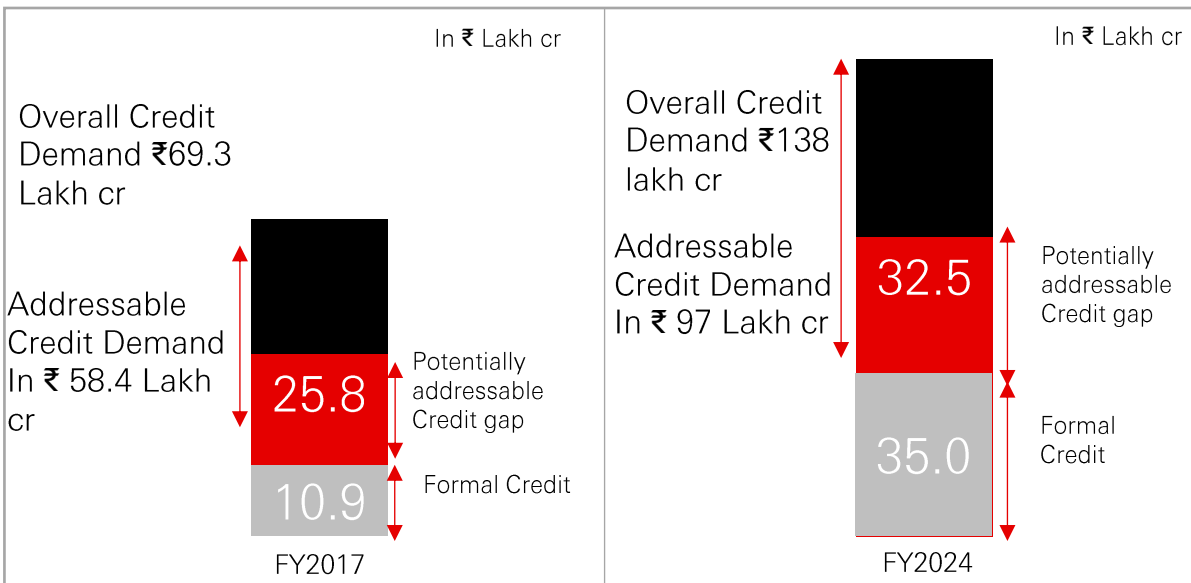 In ₹ Lakh cr
Overall Credit
Demand ₹69.3
Lakh cr
Addressable
Credit Demand
In ₹ 58.4 Lakh
cr
25.8
10.9
Potentially
addressable
Credit gap
Formal Credit
FY2017
In ₹ Lakh cr
Overall Credit
Demand ₹138
lakh cr
Addressable
Credit Demand
In ₹ 97 Lakh cr
32.5
35.0
Potentially
addressable
Credit gap
Formal
Credit
FY2024